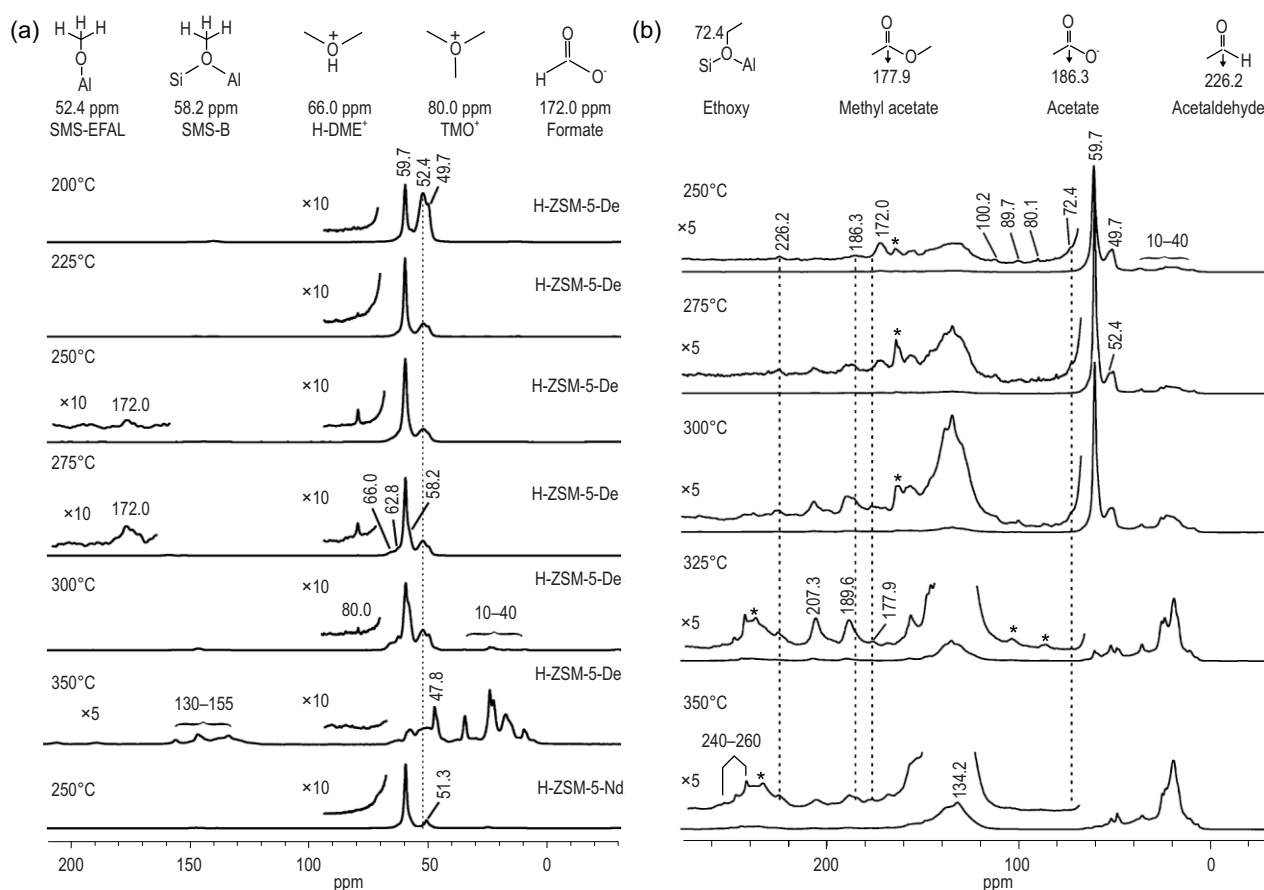 (a)
H H H
O
Al
52.4 ppm
SMS-EFAL
H H H
O
Si Al
58.2 ppm
SMS-B
+
O
H
66.0 ppm
H-DME+
+
O
80.0 ppm
TMO+
O
H O-
172.0 ppm
Formate
59.7 52.4 49.7
200°C ×10 H-ZSM-5-De
225°C ×10 H-ZSM-5-De
250°C ×10 H-ZSM-5-De
×10 172.0
275°C ×10 H-ZSM-5-De
×10 172.0 66.0 62.8 58.2
300°C ×10 H-ZSM-5-De
80.0 10–40
350°C ×10 H-ZSM-5-De
×5 130–155 47.8
250°C ×10 H-ZSM-5-Nd
51.3
200 150 100 50 0
ppm
(b)
72.4
O
Si Al
Ethoxy
O
O
177.9
Methyl acetate
O
O-
186.3
Acetate
O
H
226.2
Acetaldehyde
250°C
×5 226.2 186.3 172.0 * 100.2 89.7 80.1 72.4 59.7 49.7 10–40
275°C
×5 * 52.4
300°C
×5 *
325°C
×5 * 207.3 189.6 177.9 * *
350°C
240–260
×5 * 134.2
200 100 0
ppm